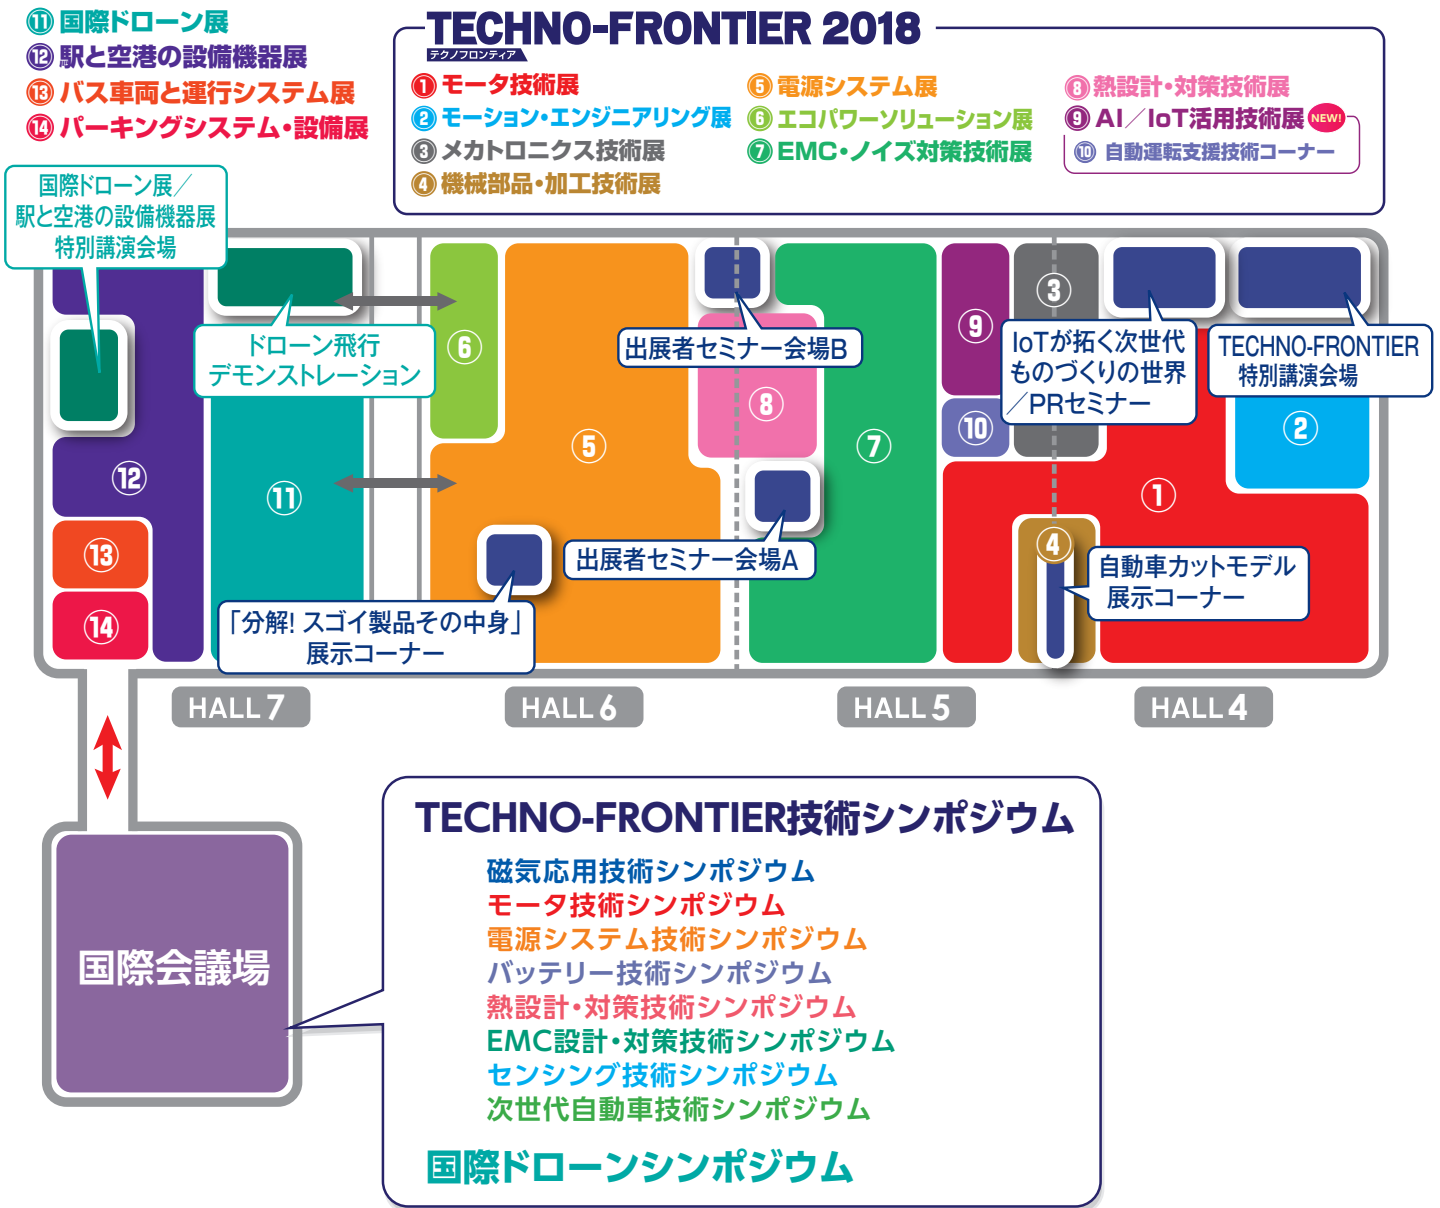 ⑪国際ドローン展
⑫駅と空港の設備機器展
⑬バス車両と運行システム展
⑭パーキングシステム・設備展
TECHNO-FRONTIER 2018
テクノフロンティア
①モータ技術展
②モーション・エンジニアリング展
③メカトロニクス技術展
④機械部品・加工技術展
⑤電源システム展
⑥エコパワーソリューション展
⑦EMC・ノイズ対策技術展
⑧熱設計・対策技術展
⑨AI/IoT活用技術展 NEW!
⑩自動運転支援技術コーナー
国際ドローン展/
駅と空港の設備機器展
特別講演会場
ドローン飛行
デモンストレーション
出展者セミナー会場B
IoTが拓く次世代
ものづくりの世界
/PRセミナー
TECHNO-FRONTIER
特別講演会場
⑥
⑨
③
⑧
⑩
②
⑤
⑦
⑫
⑪
①
⑬
④
⑭
出展者セミナー会場A
自動車カットモデル
展示コーナー
「分解! スゴイ製品その中身」
展示コーナー
HALL 7
HALL 6
HALL 5
HALL 4
国際会議場
TECHNO-FRONTIER技術シンポジウム
磁気応用技術シンポジウム
モータ技術シンポジウム
電源システム技術シンポジウム
バッテリー技術シンポジウム
熱設計・対策技術シンポジウム
EMC設計・対策技術シンポジウム
センシング技術シンポジウム
次世代自動車技術シンポジウム
国際ドローンシンポジウム